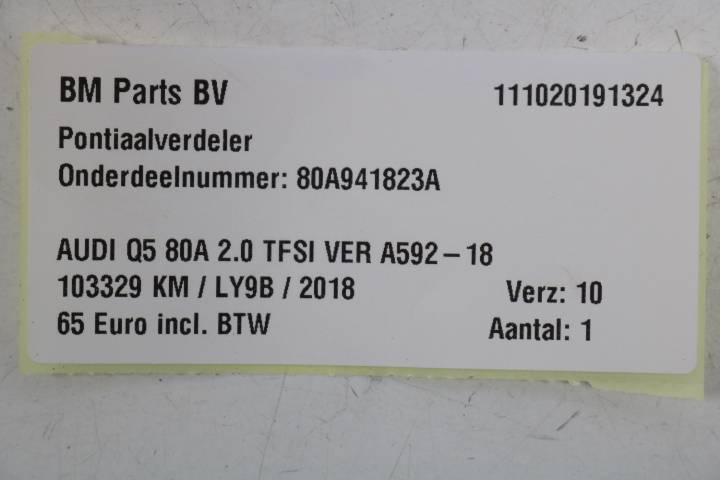 BM Parts BV 111020191324
Pontiaalverdeler
Onderdeelnummer: 80A941823A
AUDI Q5 80A 2.0 TFSI VER A592-18
103329 KM / LY9B / 2018 Verz: 10
65 Euro incl. BTW Aantal: 1